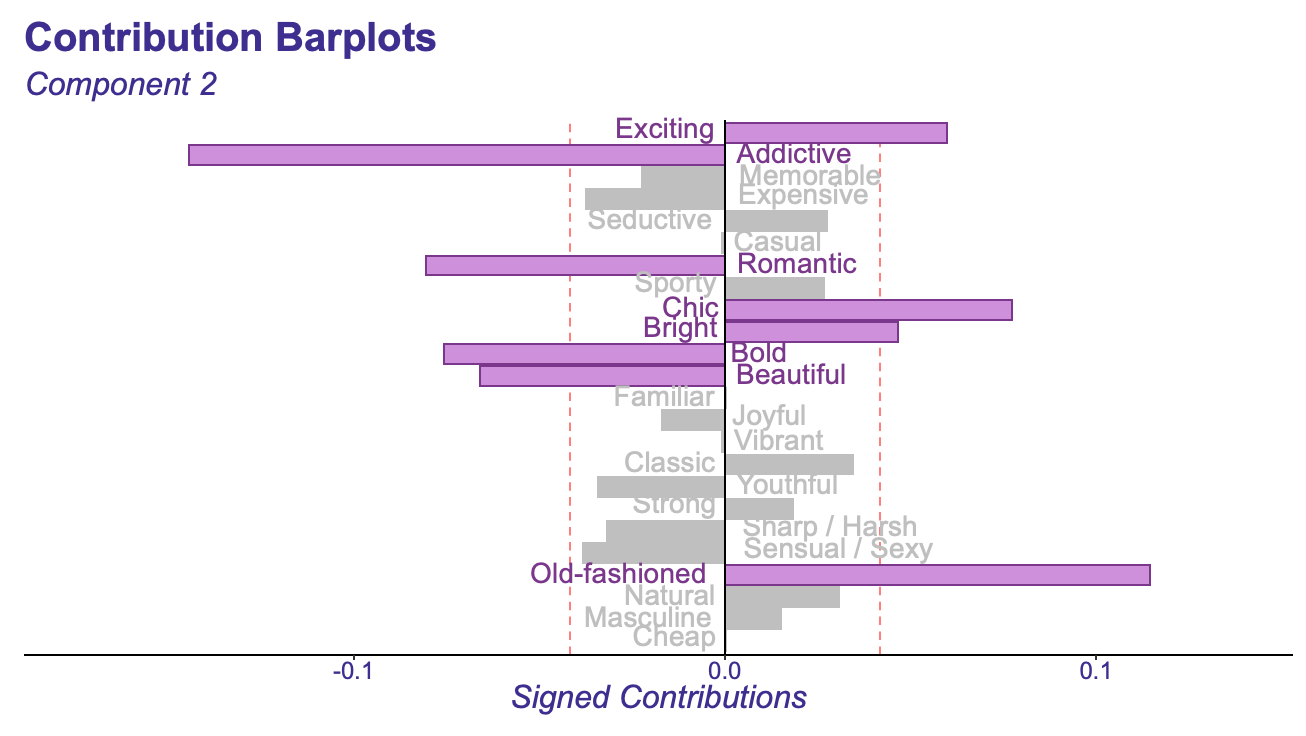 Contribution Barplots
Component 2
Exciting
Addictive
Memorable
Expensive
Seductive
Casual
Romantic
Sporty
Chic
Bright
Bold
Beautiful
Familiar
Joyful
Vibrant
Classic
Youthful
Strong
Sharp / Harsh
Sensual / Sexy
Old-fashioned
Natural
Masculine
Cheap
-0.1 0.0 0.1
Signed Contributions